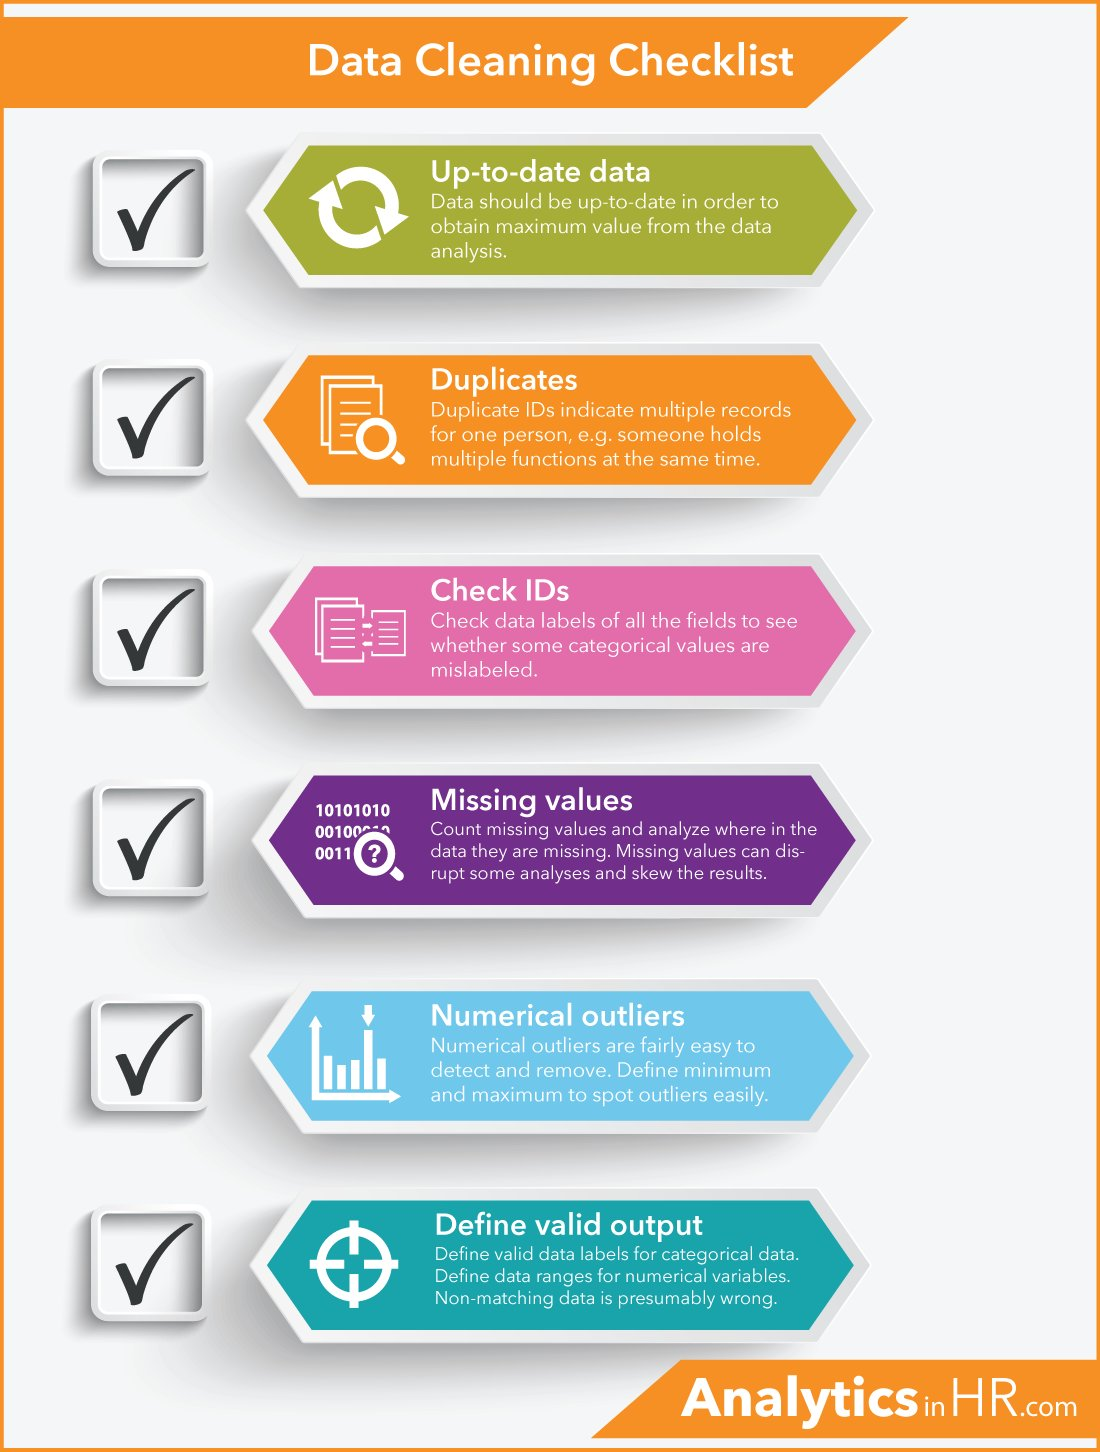 Data Cleaning Checklist
Up-to-date data
Data should be up-to-date in order to
obtain maximum value from the data
analysis.
Duplicates
Duplicate IDs indicate multiple records
for one person, e.g. someone holds
multiple functions at the same time.
Check IDs
Check data labels of all the fields to see
whether some categorical values are
mislabeled.
10101010
00100010
0011
?
Missing values
Count missing values and analyze where in the
data they are missing. Missing values can dis-
rupt some analyses and skew the results.
Numerical outliers
Numerical outliers are fairly easy to
detect and remove. Define minimum
and maximum to spot outliers easily.
Define valid output
Define valid data labels for categorical data.
Define data ranges for numerical variables.
Non-matching data is presumably wrong.
Analytics in HR.com